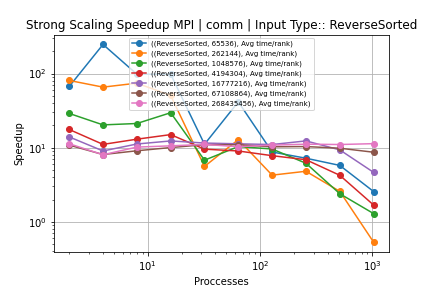 Strong Scaling Speedup MPI | comm | Input Type:: ReverseSorted
((ReverseSorted, 65536), Avg time/rank)
((ReverseSorted, 262144), Avg time/rank)
((ReverseSorted, 1048576), Avg time/rank)
((ReverseSorted, 4194304), Avg time/rank)
((ReverseSorted, 16777216), Avg time/rank)
((ReverseSorted, 67108864), Avg time/rank)
((ReverseSorted, 268435456), Avg time/rank)
Speedup
10²
10¹
10⁰
10¹ 10² 10³
Proccesses